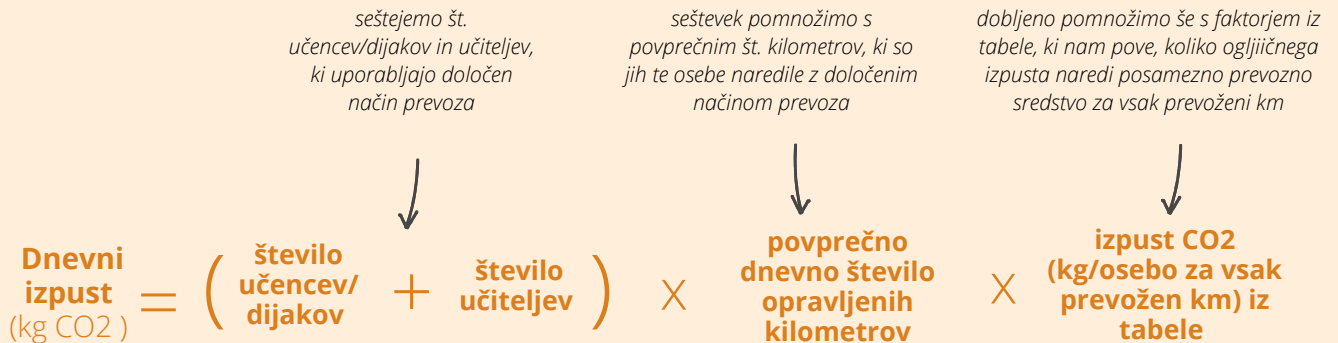 seštejemo št.
učencev/dijakov in učiteljev,
ki uporabljajo določen
način prevoza
seštevek pomnožimo s
povprečnim št. kilometrov, ki so
jih te osebe naredile z določenim
načinom prevoza
dobljeno pomnožimo še s faktorjem iz
tabele, ki nam pove, koliko ogljiičnega
izpusta naredi posamezno prevozno
sredstvo za vsak prevoženi km
Dnevni
izpust
(kg CO2 )
=
(
število
učencev/
dijakov
+
število
učiteljev
)
X
povprečno
dnevno število
opravljenih
kilometrov
X
izpust CO2
(kg/osebo za vsak
prevožen km) iz
tabele